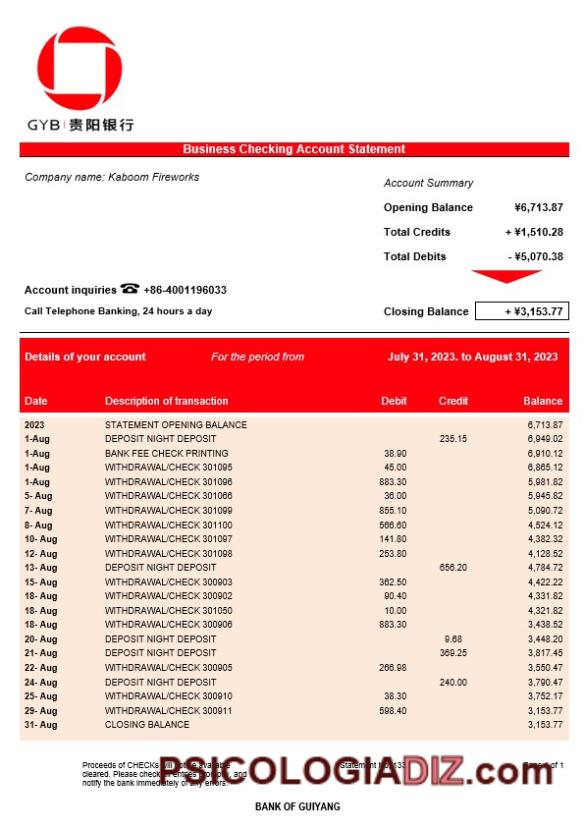 GYB 贵阳银行
Business Checking Account Statement
Company name: Kaboom Fireworks
Account Summary
Opening Balance ¥6,713.87
Total Credits + ¥1,510.28
Total Debits - ¥5,070.38
Account inquiries ☎ +86-4001196033
Call Telephone Banking, 24 hours a day
Closing Balance + ¥3,153.77
Details of your account For the period from July 31, 2023. to August 31, 2023
Date Description of transaction Debit Credit Balance
2023 STATEMENT OPENING BALANCE 6,713.87
1-Aug DEPOSIT NIGHT DEPOSIT 235.15 6,949.02
1-Aug BANK FEE CHECK PRINTING 38.90 6,910.12
1-Aug WITHDRAWAL/CHECK 301095 45.00 6,865.12
1-Aug WITHDRAWAL/CHECK 301096 883.30 5,981.82
5- Aug WITHDRAWAL/CHECK 301066 36.00 5,945.82
7- Aug WITHDRAWAL/CHECK 301099 855.10 5,090.72
8- Aug WITHDRAWAL/CHECK 301100 566.60 4,524.12
10- Aug WITHDRAWAL/CHECK 301097 141.80 4,382.32
12- Aug WITHDRAWAL/CHECK 301098 253.80 4,128.52
13- Aug DEPOSIT NIGHT DEPOSIT 656.20 4,784.72
15- Aug WITHDRAWAL/CHECK 300903 362.50 4,422.22
18- Aug WITHDRAWAL/CHECK 300902 90.40 4,331.82
18- Aug WITHDRAWAL/CHECK 301050 10.00 4,321.82
18- Aug WITHDRAWAL/CHECK 300906 883.30 3,438.52
20- Aug DEPOSIT NIGHT DEPOSIT 9.68 3,448.20
21- Aug DEPOSIT NIGHT DEPOSIT 369.25 3,817.45
22- Aug WITHDRAWAL/CHECK 300905 266.98 3,550.47
24- Aug DEPOSIT NIGHT DEPOSIT 240.00 3,790.47
25- Aug WITHDRAWAL/CHECK 300910 38.30 3,752.17
29- Aug WITHDRAWAL/CHECK 300911 598.40 3,153.77
31- Aug CLOSING BALANCE 3,153.77
Proceeds of CHECKs will not be available
cleared. Please check all entries promptly, and
notify the bank immediately of any errors.
Statement of 1
PSICOLOGIADIZ.com
BANK OF GUIYANG